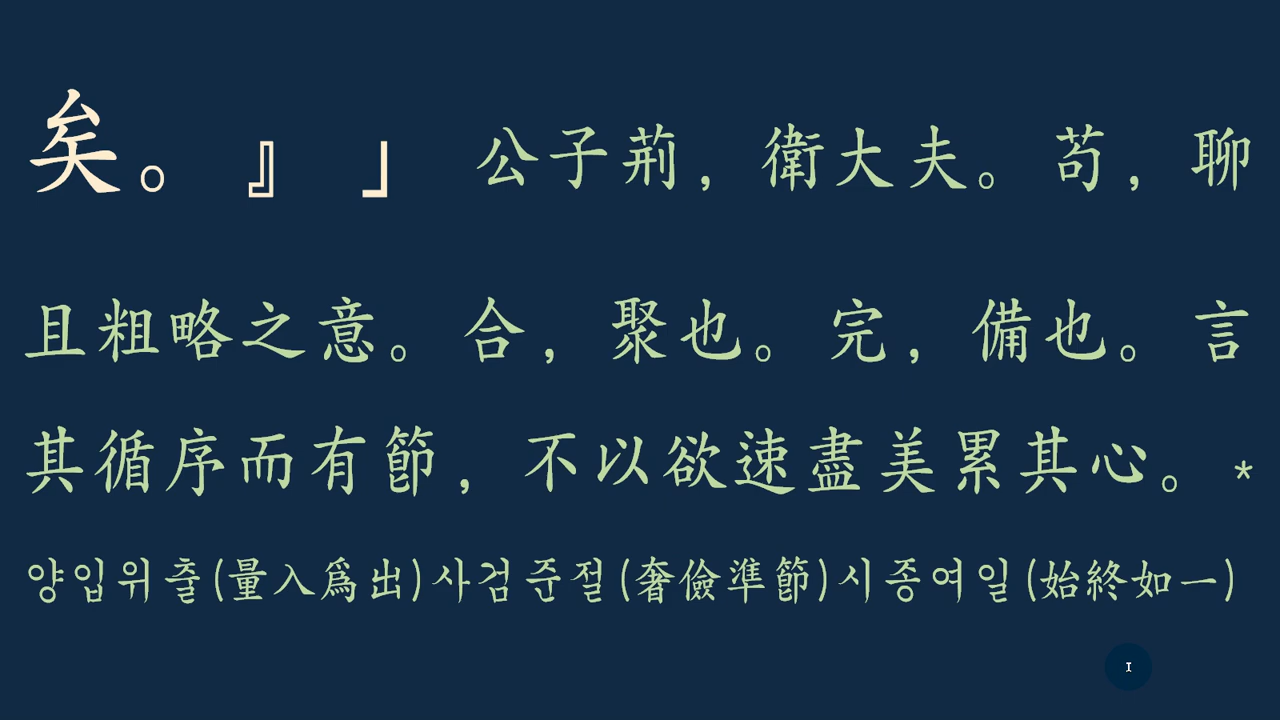 矣。』」 公子荊，衛大夫。苟，聊
且粗略之意。合，聚也。完，備也。言
其循序而有節，不以欲速盡美累其心。*
양입위출(量入爲出)사검준절(奢儉準節)시종여일(始終如一)